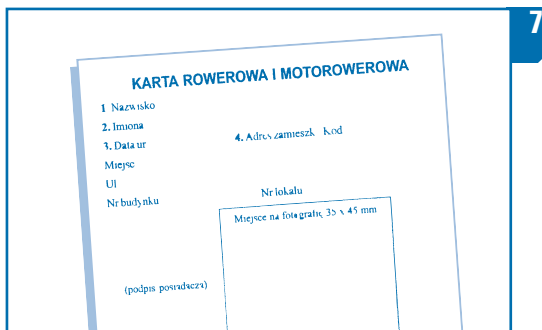 7
KARTA ROWEROWA I MOTOROWEROWA
1 Nazwisko
2. Imiona
3. Data ur
4. Adres zamieszk Kod
Miejsc
Ul
Nr budynku
Nr lokalu
Miejsce na fotografię 35 x 45 mm
(podpis posiadacza)